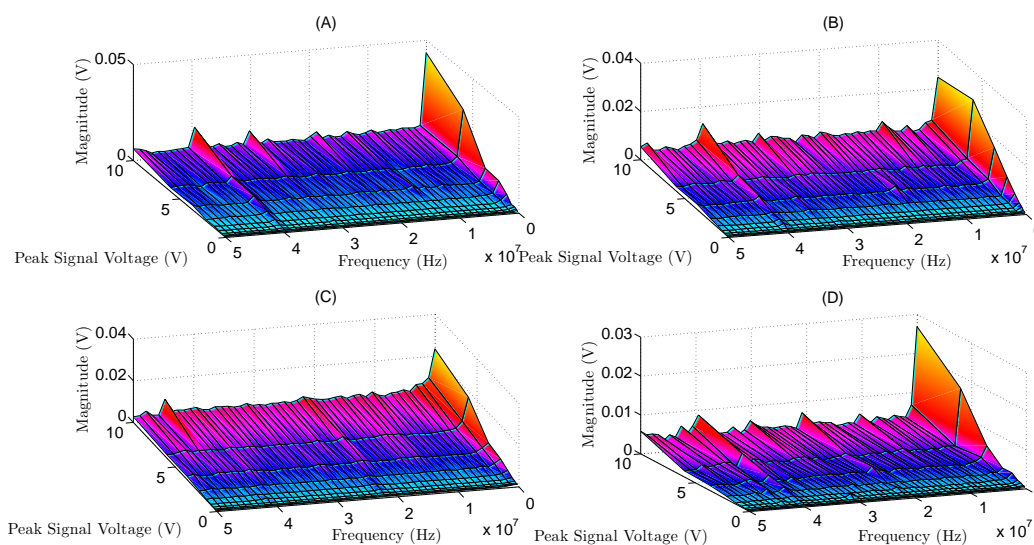 (A)
0.05
0
Magnitude (V)
10
5
0
Peak Signal Voltage (V)
5
4
3
2
1
0
Frequency (Hz)
x 10^7
(B)
0.04
0.02
0
Magnitude (V)
10
5
0
Peak Signal Voltage (V)
5
4
3
2
1
Frequency (Hz)
x 10^7
(C)
0.04
0.02
0
Magnitude (V)
10
5
0
Peak Signal Voltage (V)
5
4
3
2
1
0
Frequency (Hz)
x 10^7
(D)
0.03
0.02
0.01
0
Magnitude (V)
10
5
0
Peak Signal Voltage (V)
5
4
3
2
1
Frequency (Hz)
x 10^7